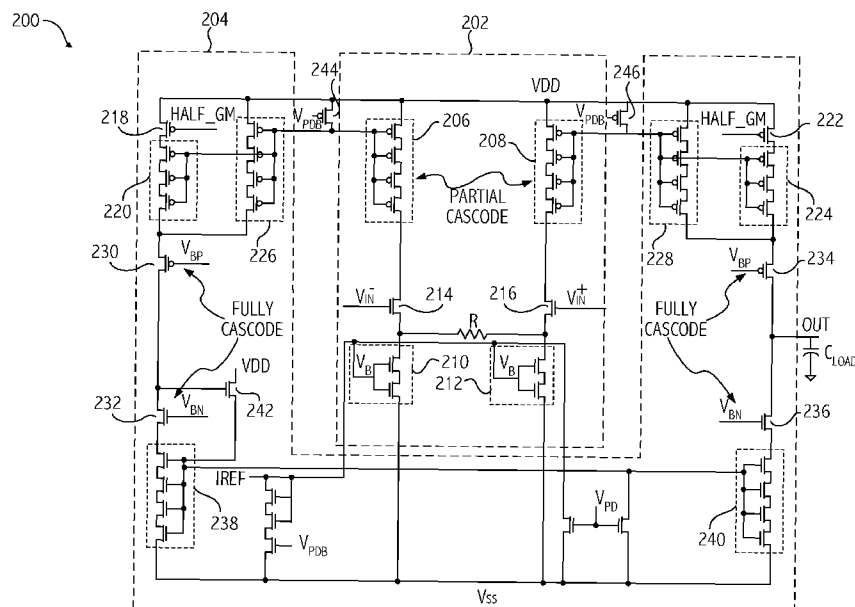 200
204
202
244
246
VDD
218
HALF_GM
V_PDB
206
208
V_PDB
HALF_GM
222
220
226
PARTIAL
CASCODE
228
224
230
V_BP
V_BP
234
FULLY
CASCODE
V_IN^-
214
216
V_IN^+
FULLY
CASCODE
R
OUT
C_LOAD
V_B
210
V_B
212
VDD
232
V_BN
242
V_BN
236
IREF
238
V_PDB
V_PD
240
V_SS